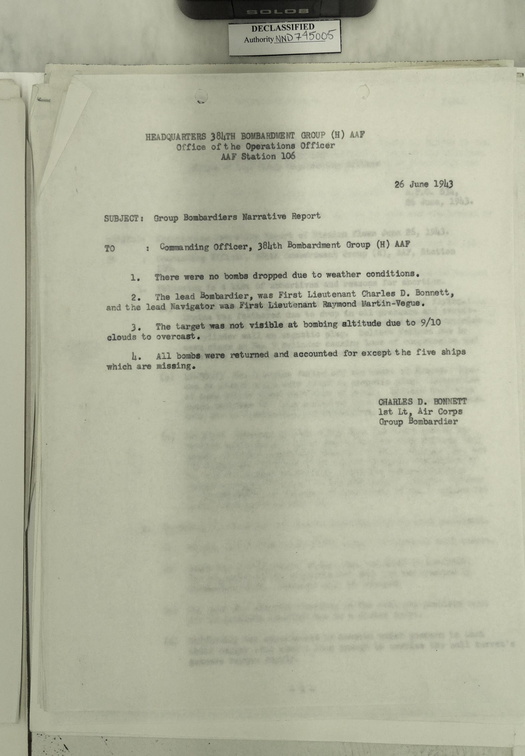 SOLDS
DECLASSIFIED
Authority NND745005
HEADQUARTERS 384TH BOMBARDMENT GROUP (H) AAF
Office of the Operations Officer
AAF Station 106
26 June 1943
SUBJECT: Group Bombardiers Narrative Report
TO : Commanding Officer, 384th Bombardment Group (H) AAF
1. There were no bombs dropped due to weather conditions.
2. The lead Bombardier, was First Lieutenant Charles D. Bonnett,
and the lead Navigator was First Lieutenant Raymond Martin-Vegue.
3. The target was not visible at bombing altitude due to 9/10
clouds to overcast.
4. All bombs were returned and accounted for except the five ships
which are missing.
CHARLES D. BONNETT
1st Lt, Air Corps
Group Bombardier